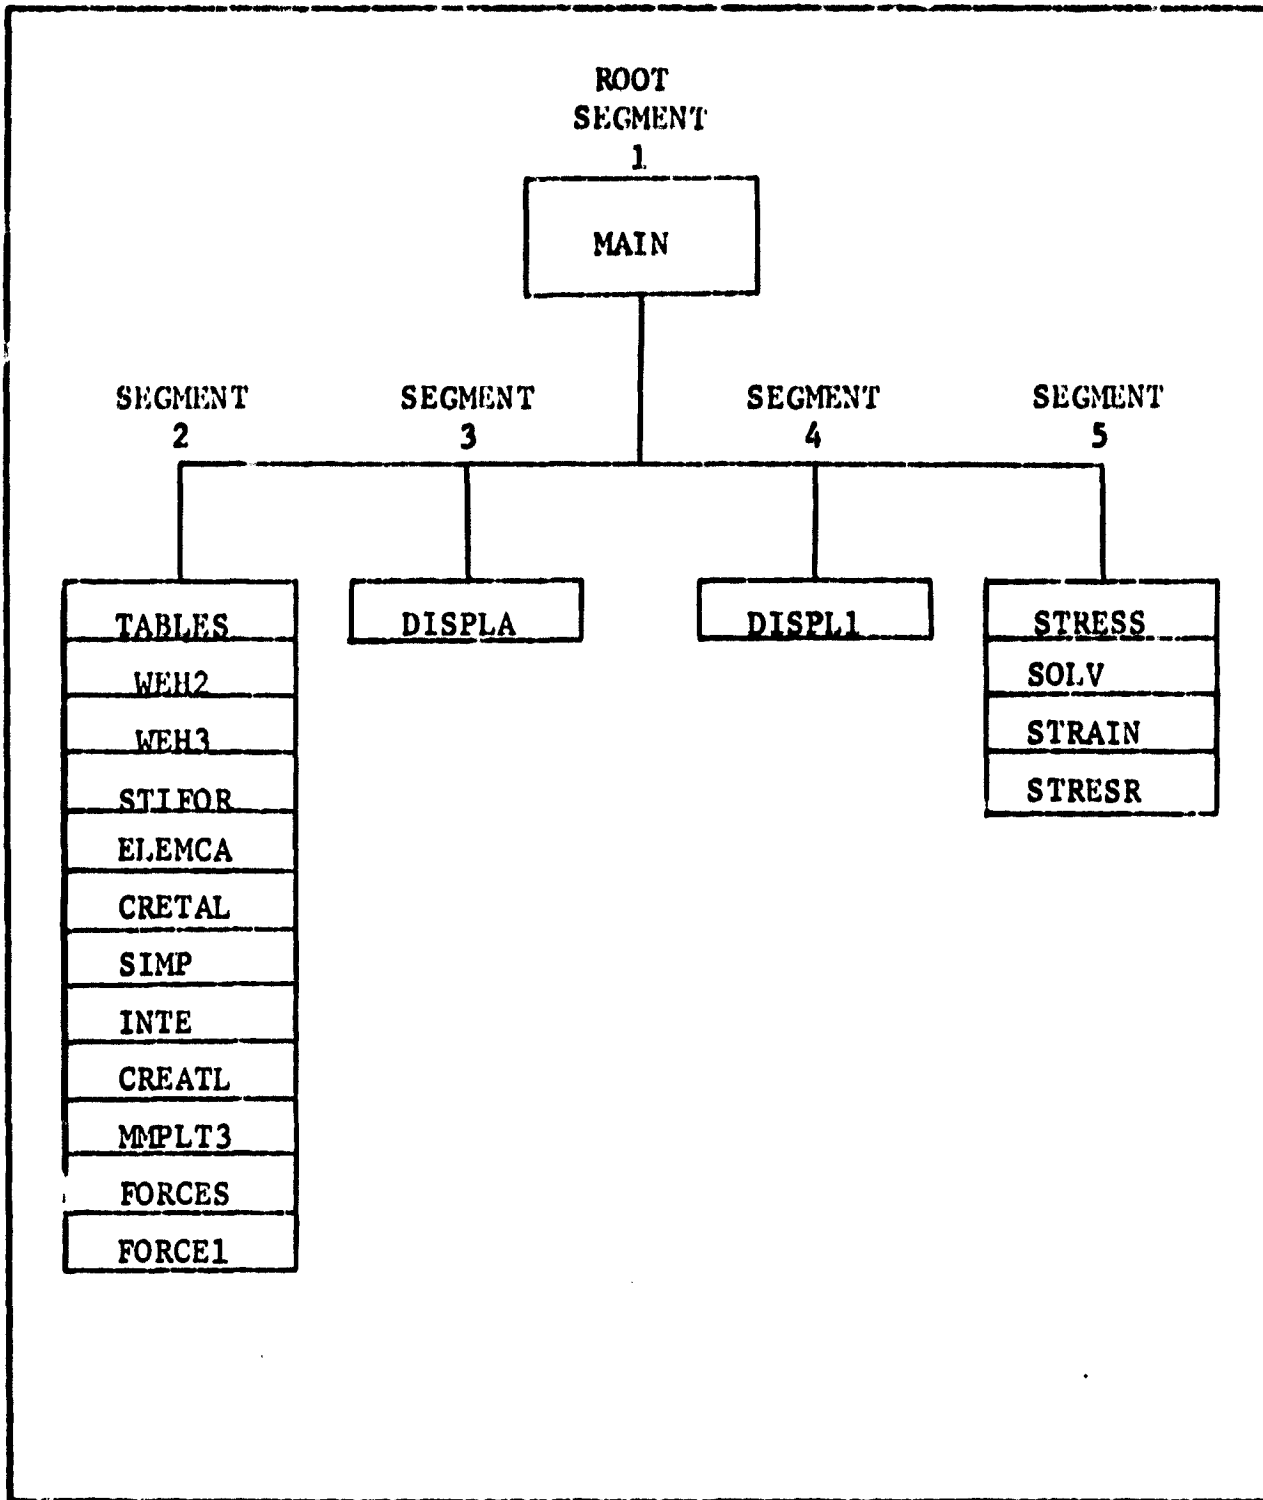 ROOT
SEGMENT
1
MAIN
SEGMENT
2
SEGMENT
3
SEGMENT
4
SEGMENT
5
TABLES
WEH2
WEH3
STIFOR
ELEMCA
CRETAL
SIMP
INTE
CREATL
MMPLT3
FORCES
FORCE1
DISPLA
DISPL1
STRESS
SOLV
STRAIN
STRESR